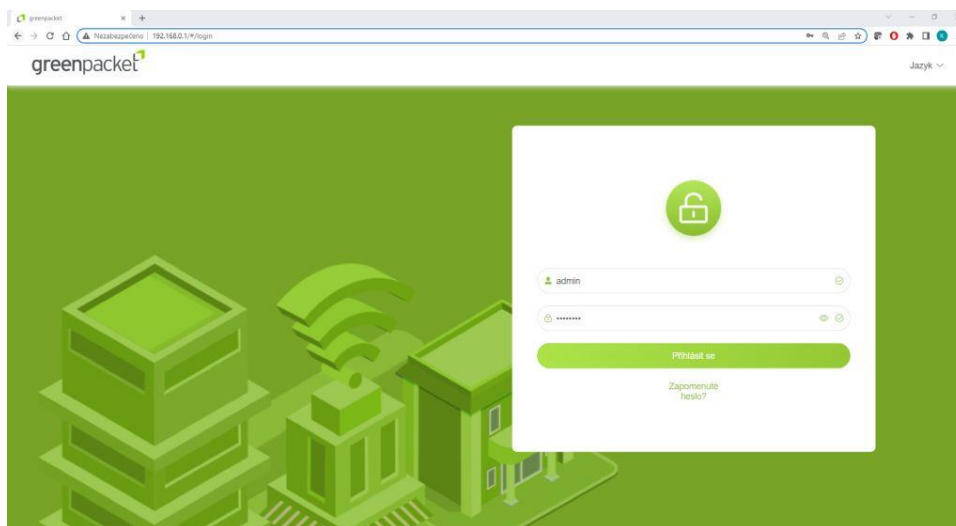 greenpacket
Nezabezpečeno | 192.168.0.1/#/login
greenpacket
Jazyk
admin
••••••••
Přihlásit se
Zapomenuté
heslo?